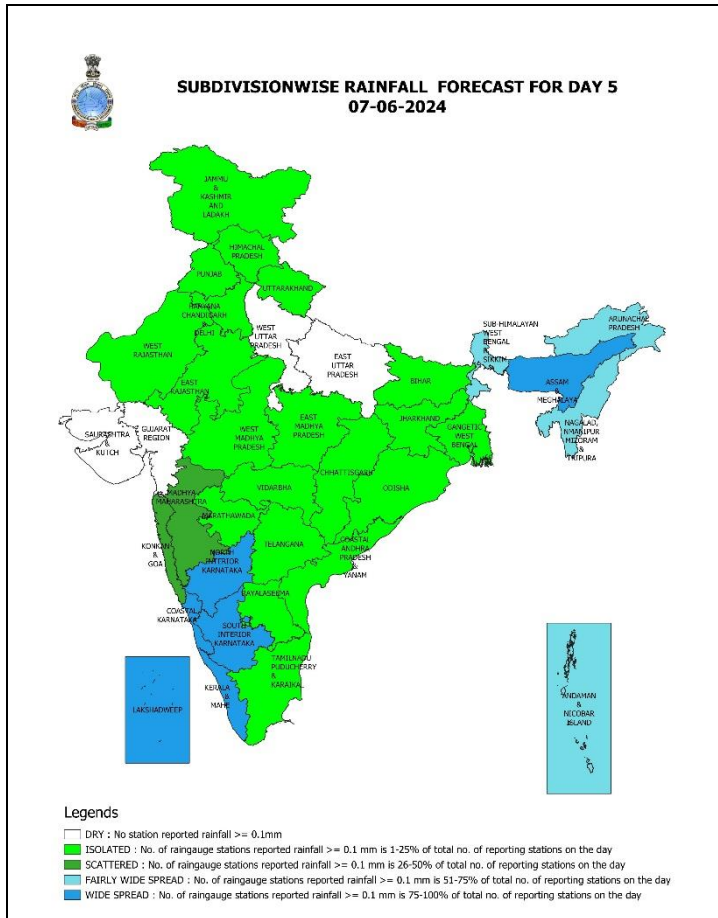 SUBDIVISIONWISE RAINFALL FORECAST FOR DAY 5
07-06-2024
JAMMU
&
KASHMIR
AND
LADAKH
HIMACHAL
PRADESH
PUNJAB
UTTARAKHAND
HARYANA
CHANDIGARH
&
DELHI
WEST
UTTAR
PRADESH
SUB-HIMALAYAN
WEST
BENGAL
&
SIKKIN
ARUNACHAL
PRADESH
WEST
RAJASTHAN
EAST
UTTAR
PRADESH
EAST
RAJASTHAN
BIHAR
ASSAM
&
MEGHALAYA
NAGALAD,
NMANIPUR
MIZORAM
&
TRIPURA
SAURASHTRA
&
KUTCH
GUJARAT
REGION
WEST
MADHYA
PRADESH
EAST
MADHYA
PRADESH
JHARKHAND
GANGETIC
WEST
BENGAL
CHHATTISGARH
ODISHA
MADHYA
MAHARASHTRA
VIDARBHA
MARATHAWADA
TELANGANA
COASTAL
ANDHRA
PRADESH
&
YANAM
KONKAN
&
GOA
NORTH
INTERIOR
KARNATAKA
RAYALASEEMA
COASTAL
KARNATAKA
SOUTH
INTERIOR
KARNATAKA
TAMILNADU
PUDUCHERRY
&
KARAIKAL
KERALA
&
MAHE
LAKSHADWEEP
ANDAMAN
&
NICOBAR
ISLAND
Legends
DRY : No station reported rainfall >= 0.1mm
ISOLATED : No. of raingauge stations reported rainfall >= 0.1 mm is 1-25% of total no. of reporting stations on the day
SCATTERED : No. of raingauge stations reported rainfall >= 0.1 mm is 26-50% of total no. of reporting stations on the day
FAIRLY WIDE SPREAD : No. of raingauge stations reported rainfall >= 0.1 mm is 51-75% of total no. of reporting stations on the day
WIDE SPREAD : No. of raingauge stations reported rainfall >= 0.1 mm is 75-100% of total no. of reporting stations on the day